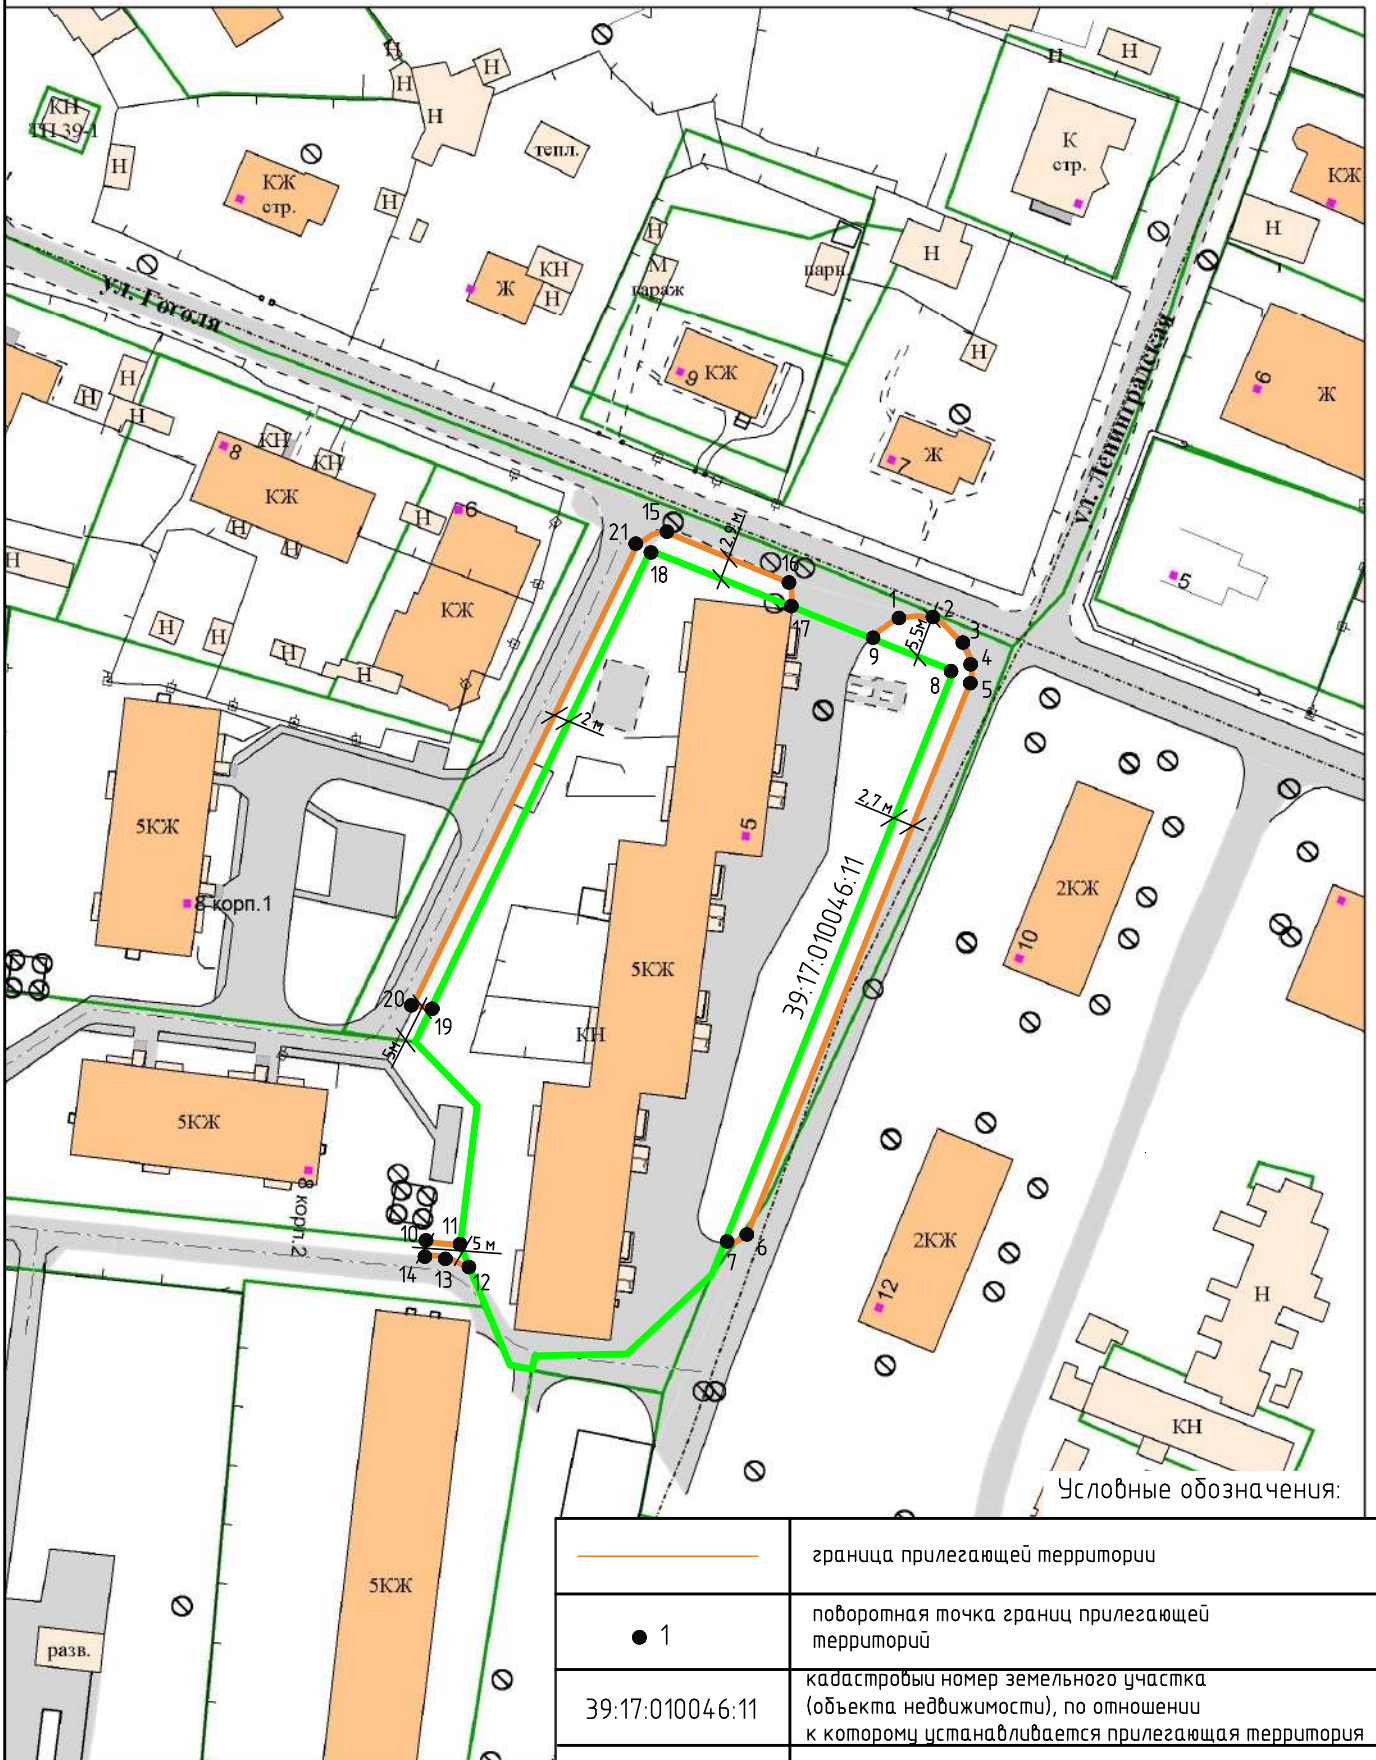 Н
Н
Н
Н
Н
КН
ТП 39-1
Н
тепл.
К
стр.
КЖ
КЖ
стр.
Н
Н
Н
Н
М
гараж
парн.
Н
КН
Н
Ж
ул. Гоголя
Н
9
КЖ
6
Ж
ул. Ленинградская
Н
Н
Н
8
КН
КН
КЖ
7
Ж
Н
6
Н
Н
КЖ
Н
Н
Н
Н
Н
15
21
18
2,9 м
16
17
5
1
2
5,5м
3
4
5
9
8
2 м
5
2,7 м
5КЖ
8 корп.1
39:17:010046:11
2КЖ
10
5КЖ
КН
20
19
5м
5КЖ
8 корп.2
10
11
5 м
14
13
12
6
7
2КЖ
12
Н
КН
5КЖ
разв.
Условные обозначения:
граница прилегающей территории
1
поворотная точка границ прилегающей
территорий
39:17:010046:11
кадастровый номер земельного участка
(объекта недвижимости), по отношении
к которому устанавливается прилегающая территория